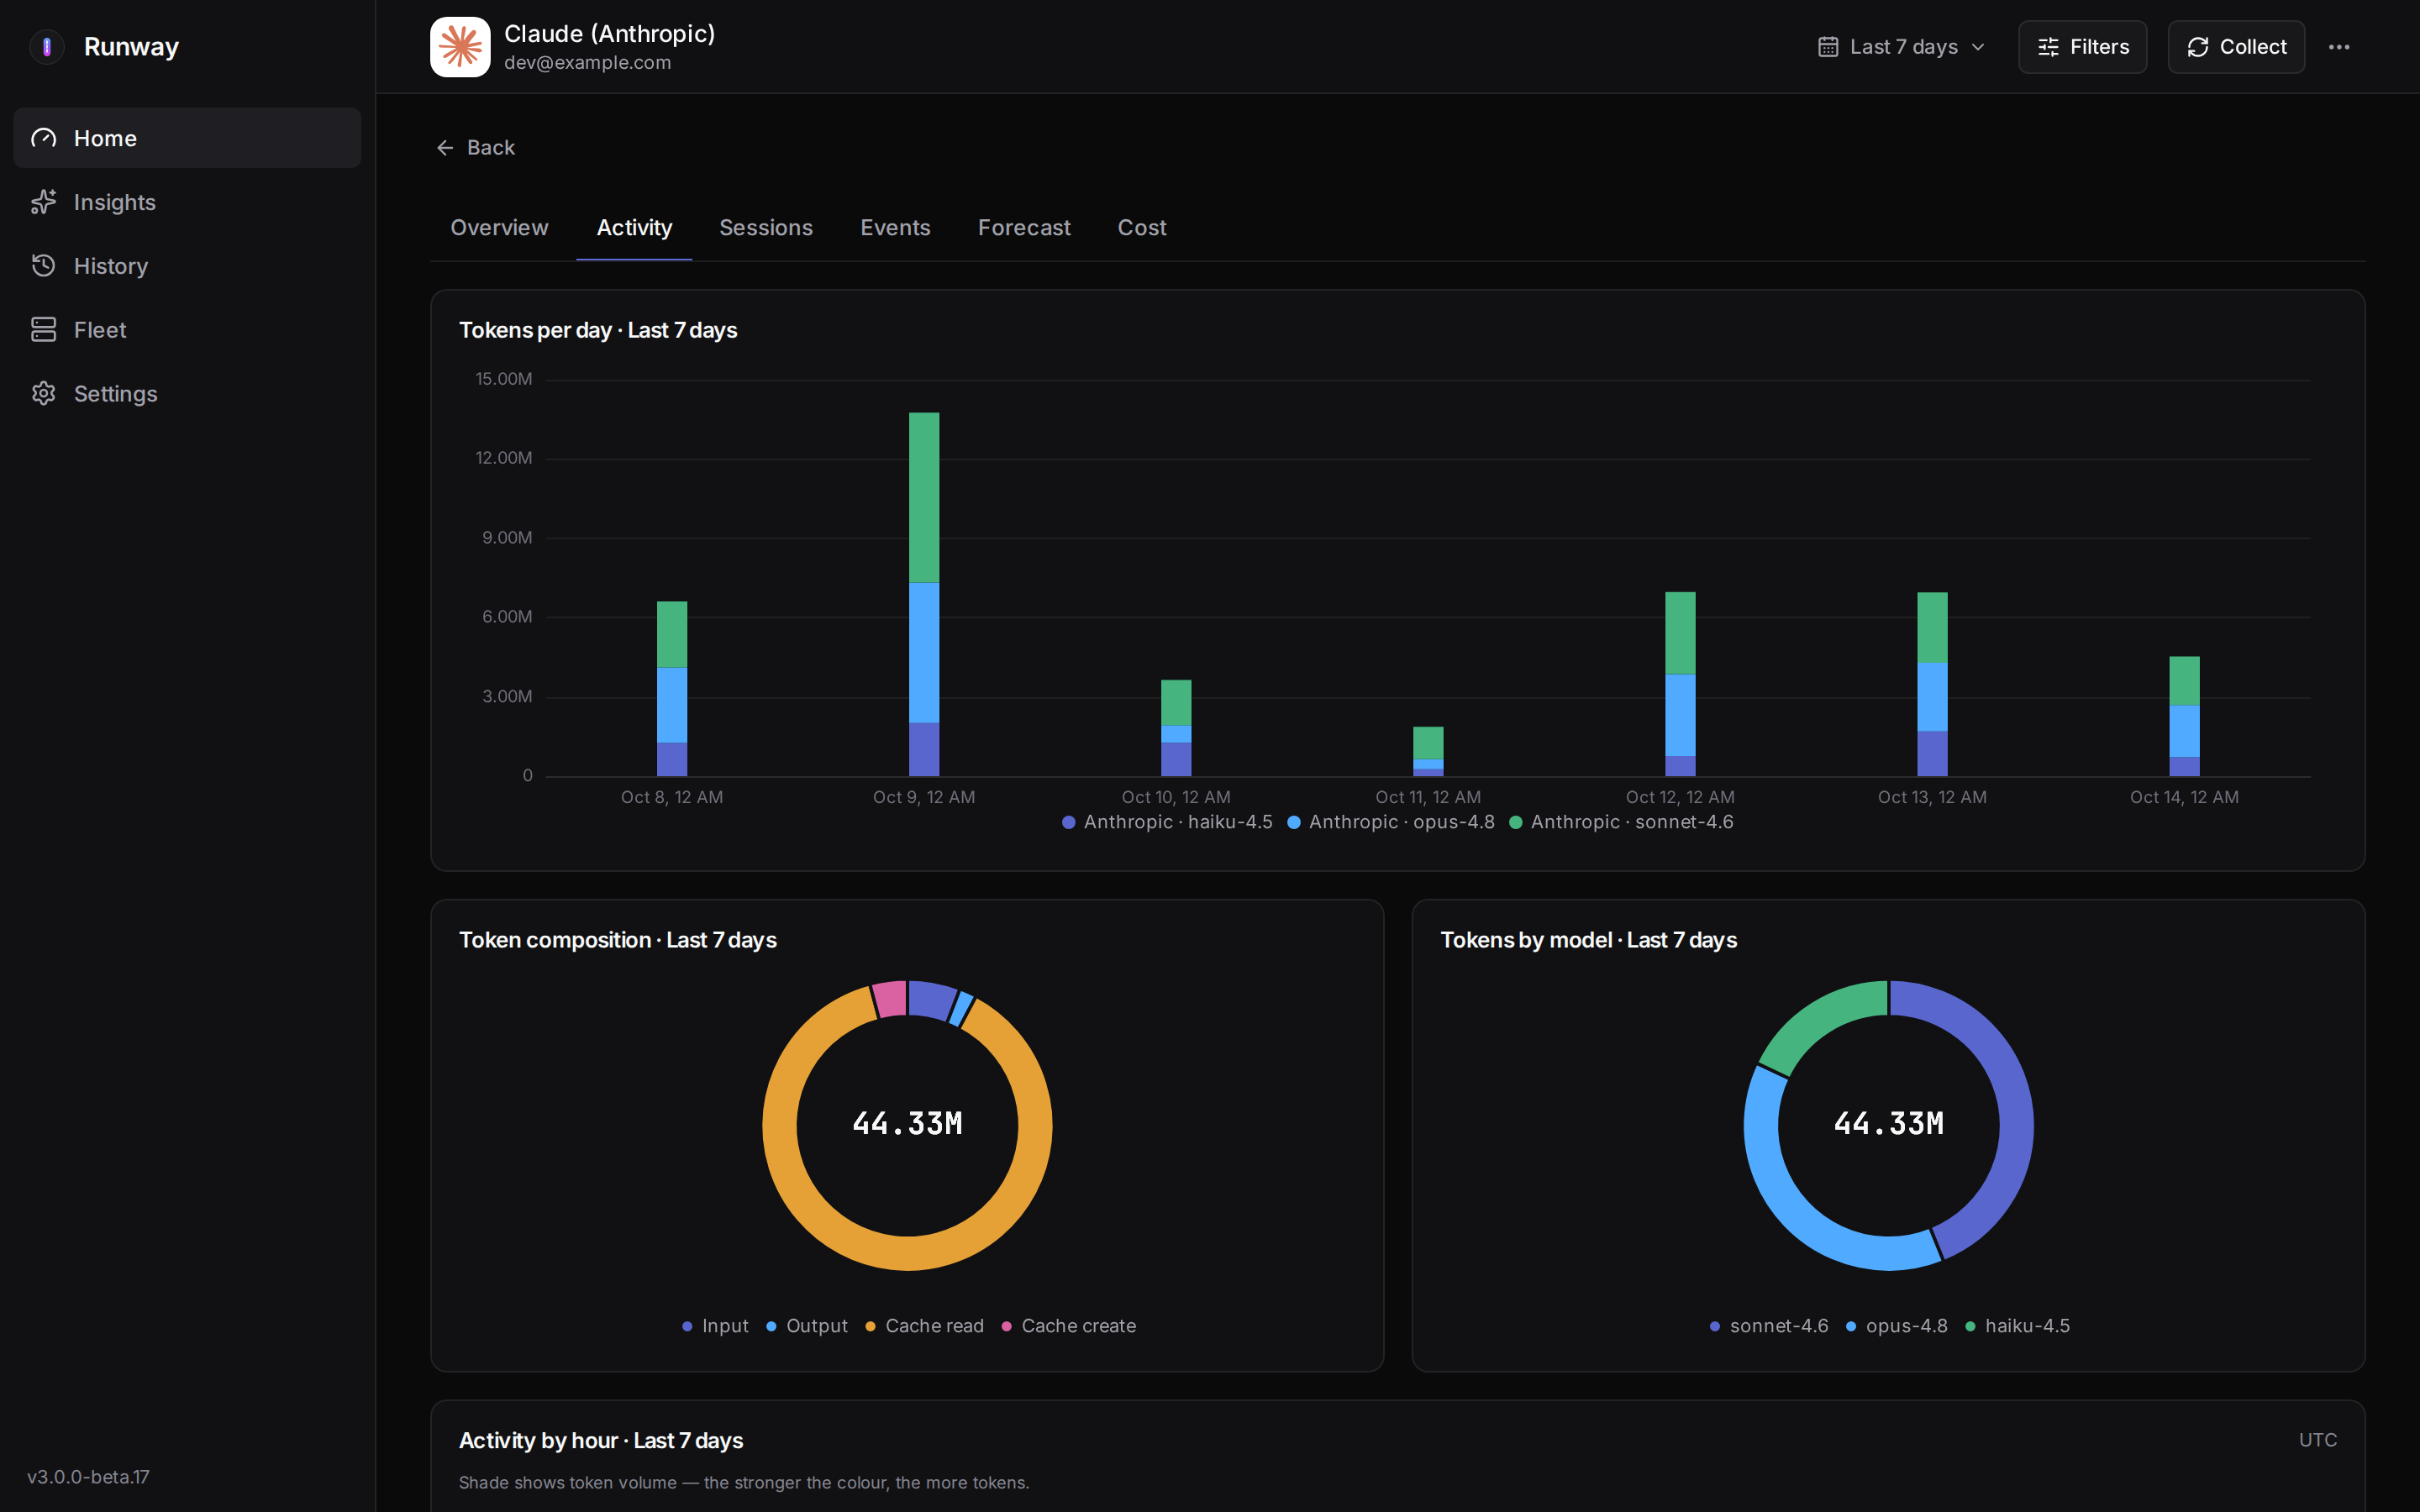 Runway
Home
Insights
History
Fleet
Settings
v3.0.0-beta.17
Claude (Anthropic)
dev@example.com
Last 7 days
Filters
Collect
Back
Overview
Activity
Sessions
Events
Forecast
Cost
Tokens per day · Last 7 days
15.00M
12.00M
9.00M
6.00M
3.00M
0
Oct 8, 12 AM
Oct 9, 12 AM
Oct 10, 12 AM
Oct 11, 12 AM
Oct 12, 12 AM
Oct 13, 12 AM
Oct 14, 12 AM
Anthropic · haiku-4.5
Anthropic · opus-4.8
Anthropic · sonnet-4.6
Token composition · Last 7 days
44.33M
Input
Output
Cache read
Cache create
Tokens by model · Last 7 days
44.33M
sonnet-4.6
opus-4.8
haiku-4.5
Activity by hour · Last 7 days
UTC
Shade shows token volume — the stronger the colour, the more tokens.